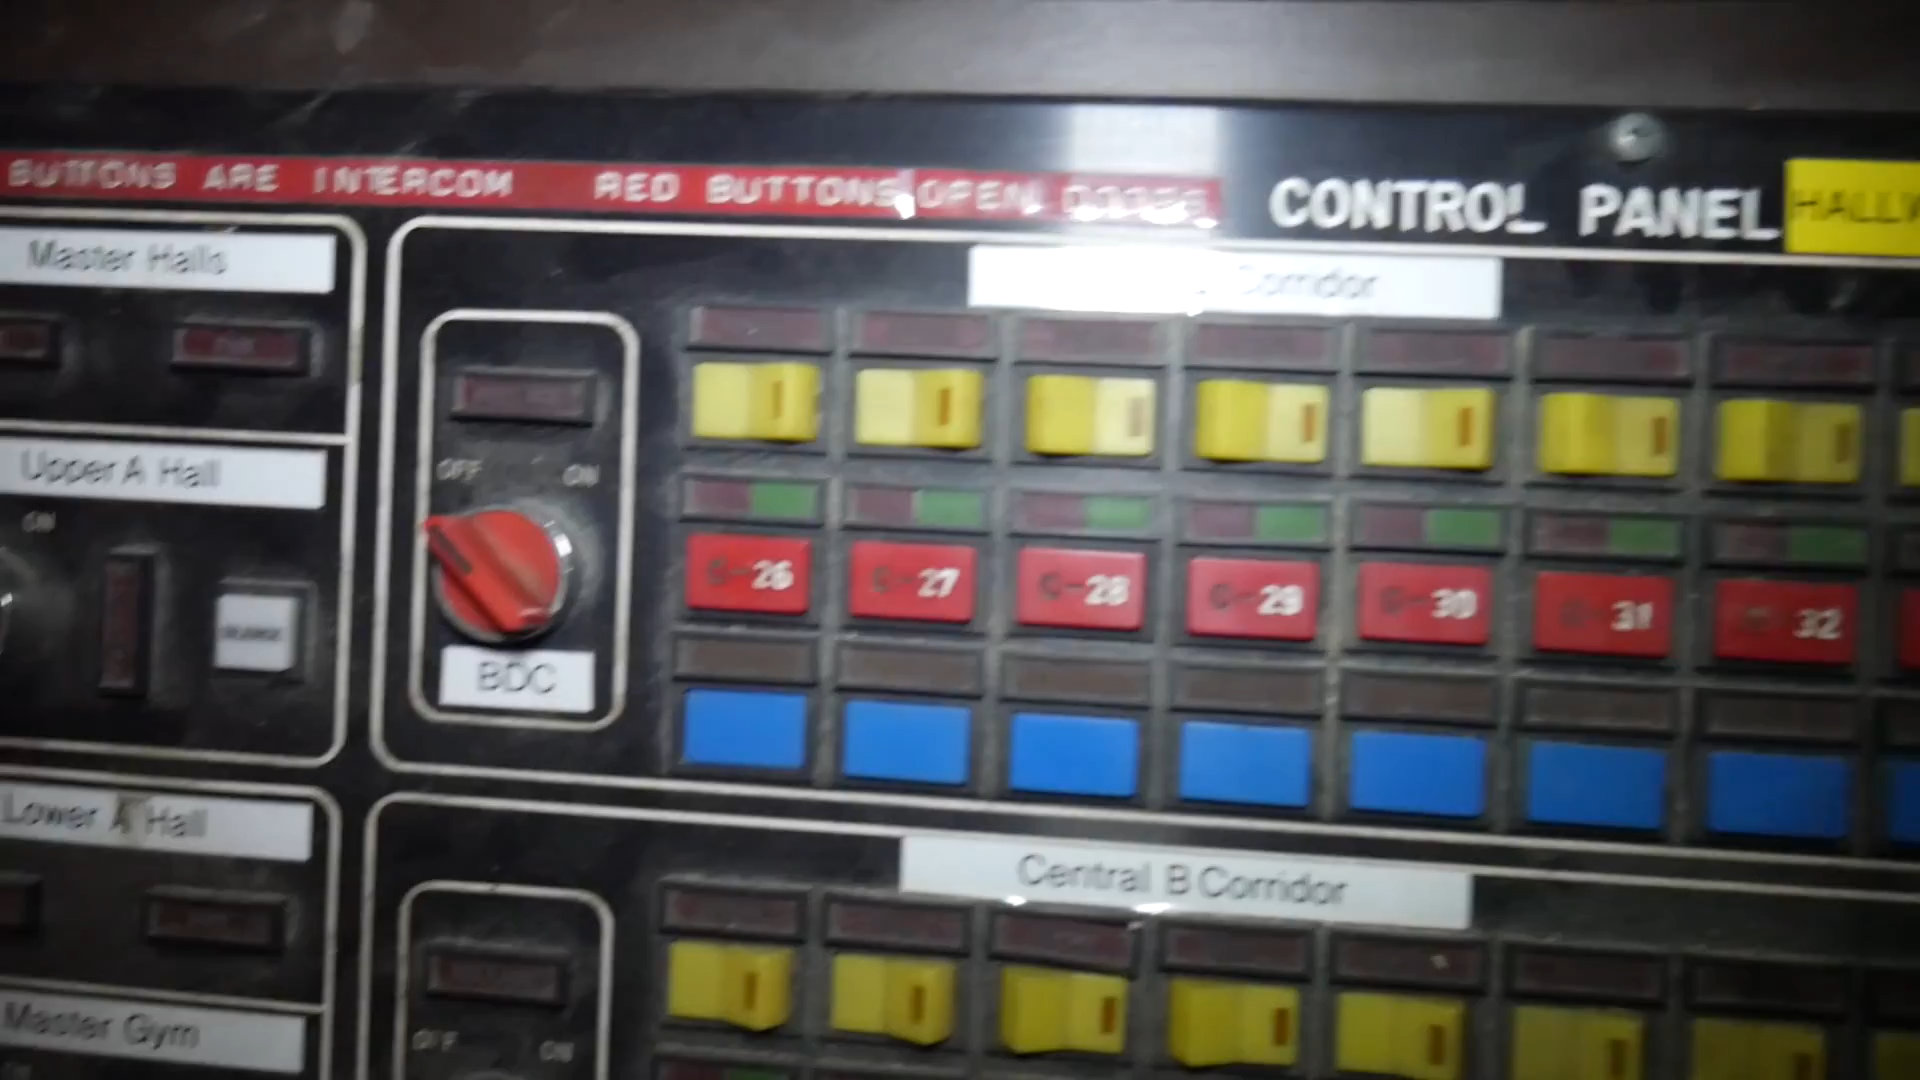 BUTTONS ARE INTERCOM RED BUTTONS OPEN DOORS
CONTROL PANEL
Master Halls
Corridor
OFF ON
Upper A Hall
ON
C-26 C-27 C-28 C-29 C-30 31 32
BDC
Lower A Hall
Central B Corridor
Master Gym
OFF ON